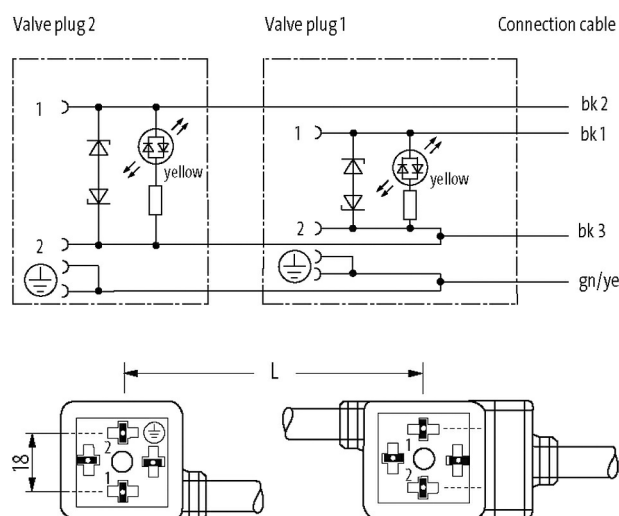 Valve plug 2 Valve plug 1 Connection cable
1 bk 2
1 bk 1
yellow yellow
2 bk 3
2
gn/ye
L
18
2 1
1 2